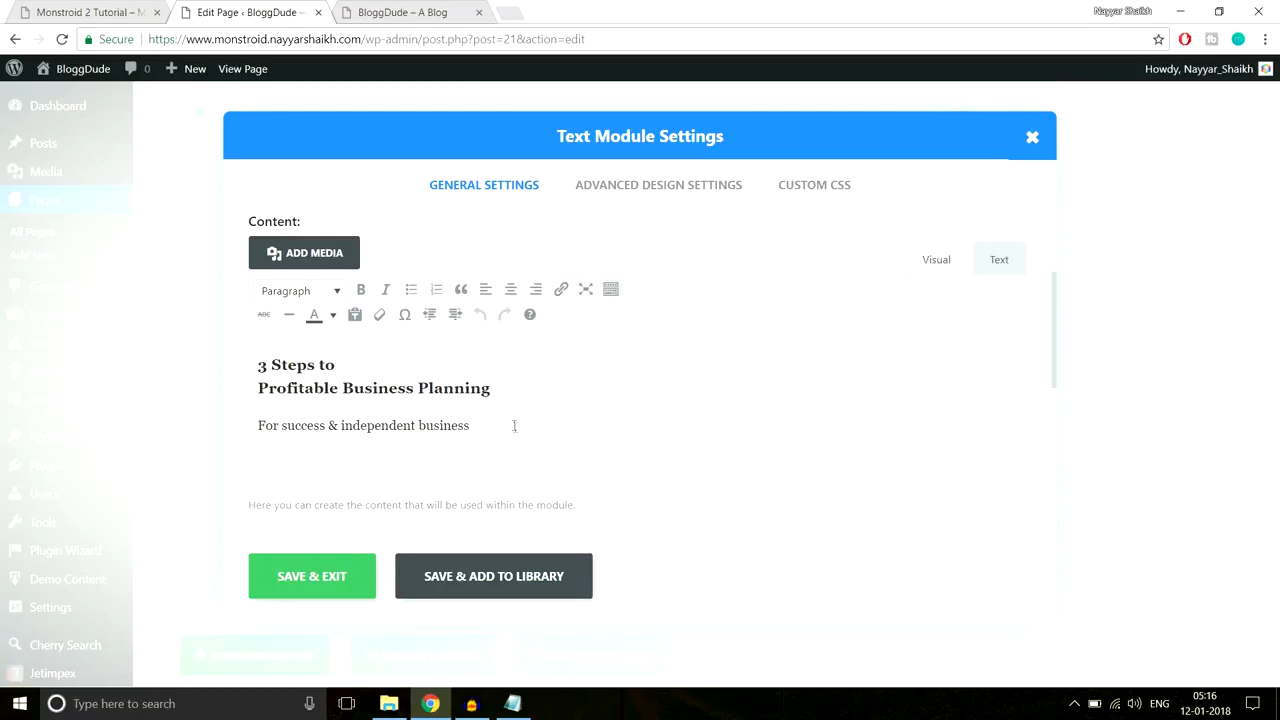 Monstroid 2 Tutorial – M
Edit Page ‹ BloggDude —
BloggDude – A Blog
Nayyar Shaikh
Secure
https://www.monstroid.nayyarshaikh.com/wp-admin/post.php?post=21&action=edit
BloggDude
0
New
View Page
Howdy, Nayyar_Shaikh
Dashboard
Posts
Media
Pages
All Pages
Plugin Wizard
Users
Tools
Demo Content
Settings
Cherry Search
Jetimpex
Text Module Settings
GENERAL SETTINGS
ADVANCED DESIGN SETTINGS
CUSTOM CSS
Content:
ADD MEDIA
Visual
Text
Paragraph
B
I
ABC
A
3 Steps to
Profitable Business Planning
For success & independent business
Here you can create the content that will be used within the module.
SAVE & EXIT
SAVE & ADD TO LIBRARY
Type here to search
ENG
05:16
12-01-2018